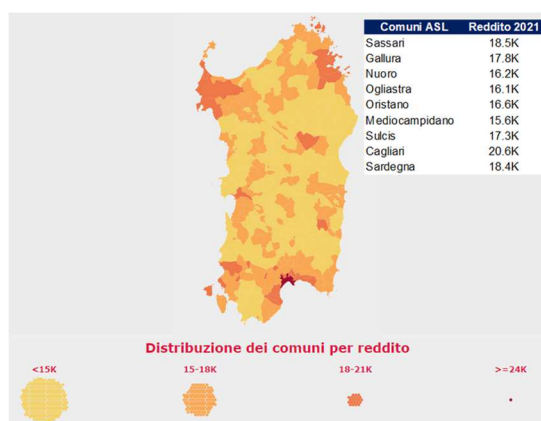 Comuni ASL Reddito 2021
Sassari 18.5K
Gallura 17.8K
Nuoro 16.2K
Ogliastra 16.1K
Oristano 16.6K
Mediocampidano 15.6K
Sulcis 17.3K
Cagliari 20.6K
Sardegna 18.4K
Distribuzione dei comuni per reddito
<15K 15-18K 18-21K >=24K